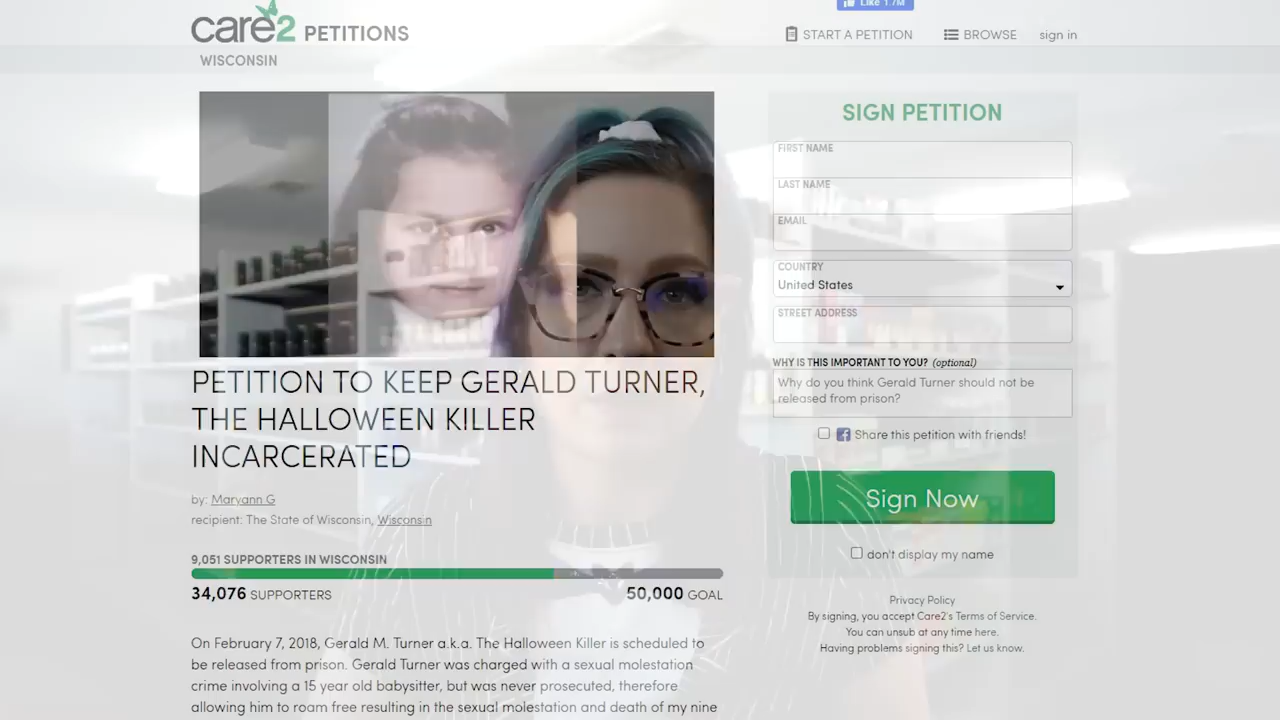 Like 1.7M
care2 PETITIONS
START A PETITION
BROWSE
sign in
WISCONSIN
PETITION TO KEEP GERALD TURNER,
THE HALLOWEEN KILLER
INCARCERATED
by: Maryann G
recipient: The State of Wisconsin, Wisconsin
9,051 SUPPORTERS IN WISCONSIN
34,076 SUPPORTERS
50,000 GOAL
On February 7, 2018, Gerald M. Turner a.k.a. The Halloween Killer is scheduled to
be released from prison. Gerald Turner was charged with a sexual molestation
crime involving a 15 year old babysitter, but was never prosecuted, therefore
allowing him to roam free resulting in the sexual molestation and death of my nine
SIGN PETITION
FIRST NAME
LAST NAME
EMAIL
COUNTRY
United States
STREET ADDRESS
WHY IS THIS IMPORTANT TO YOU? (optional)
Why do you think Gerald Turner should not be
released from prison?
Share this petition with friends!
Sign Now
don't display my name
Privacy Policy
By signing, you accept Care2's Terms of Service.
You can unsub at any time here.
Having problems signing this? Let us know.